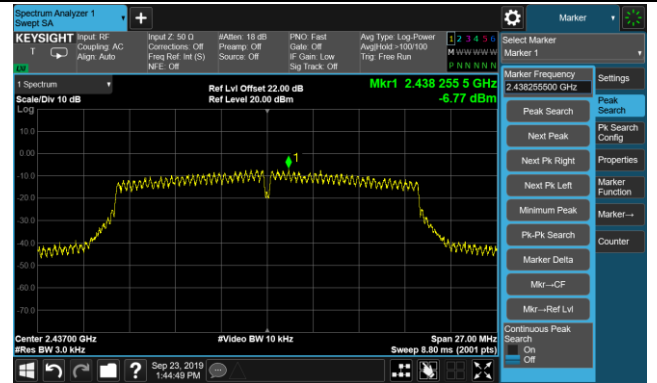 Spectrum Analyzer 1
Swept SA
+
Marker
KEYSIGHT
T
LXI
Input: RF
Coupling: AC
Align: Auto
Input Z: 50 Ω
Corrections: Off
Freq Ref: Int (S)
NFE: Off
#Atten: 18 dB
Preamp: Off
Source: Off
PNO: Fast
Gate: Off
IF Gain: Low
Sig Track: Off
Avg Type: Log-Power
Avg|Hold:>100/100
Trig: Free Run
1 2 3 4 5 6
M W W W W W
P N N N N N
Select Marker
Marker 1
1 Spectrum
Scale/Div 10 dB
Log
Ref Lvl Offset 22.00 dB
Ref Level 20.00 dBm
Mkr1 2.438 255 5 GHz
-6.77 dBm
10.0
0.00
-10.0
-20.0
-30.0
-40.0
-50.0
-60.0
-70.0
1
Center 2.43700 GHz
#Res BW 3.0 kHz
#Video BW 10 kHz
Span 27.00 MHz
Sweep 8.80 ms (2001 pts)
Marker Frequency
2.438255500 GHz
Peak Search
Next Peak
Next Pk Right
Next Pk Left
Minimum Peak
Pk-Pk Search
Marker Delta
Mkr→CF
Mkr→Ref Lvl
Continuous Peak
Search
On
Off
Settings
Peak
Search
Pk Search
Config
Properties
Marker
Function
Marker→
Counter
?
Sep 23, 2019
1:44:49 PM